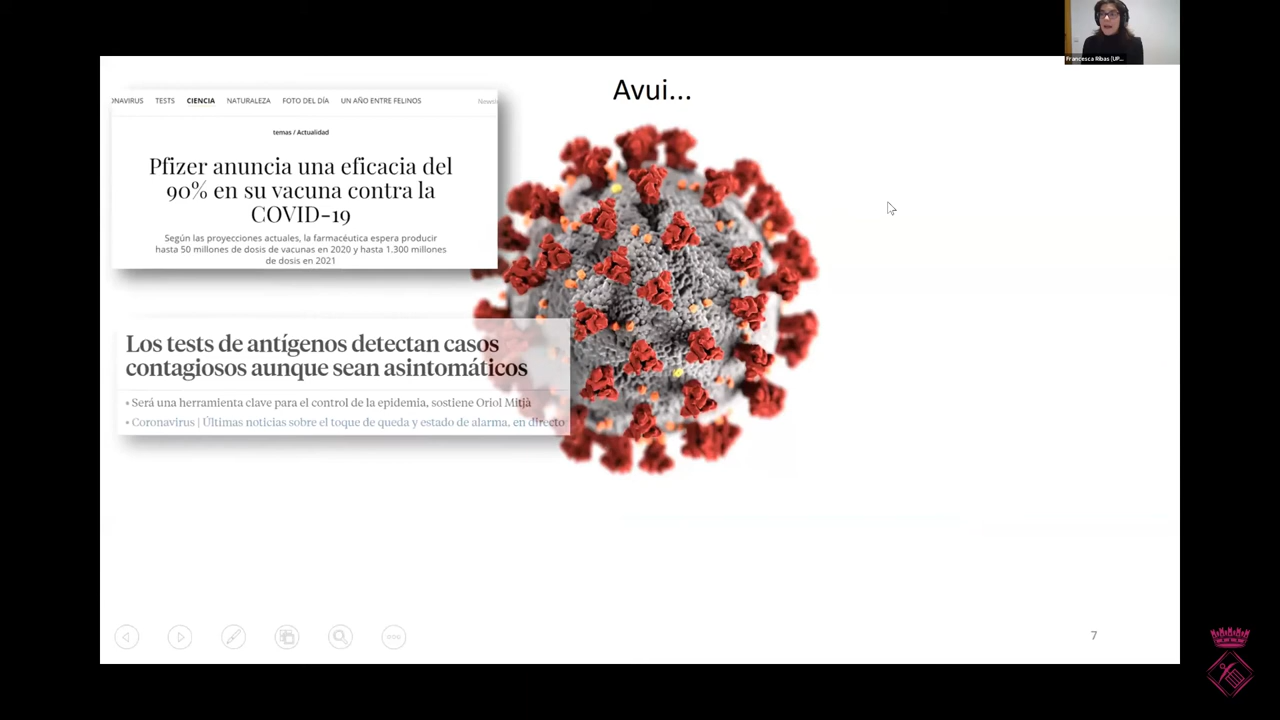 Francesca Ribas (UP...
Avui...
ONAVIRUS TESTS CIENCIA NATURALEZA FOTO DEL DÍA UN AÑO ENTRE FELINOS
temas / Actualidad
Pfizer anuncia una eficacia del
90% en su vacuna contra la
COVID-19
Según las proyecciones actuales, la farmacéutica espera producir
hasta 50 millones de dosis de vacunas en 2020 y hasta 1.300 millones
de dosis en 2021
Los tests de antígenos detectan casos
contagiosos aunque sean asintomáticos
• Será una herramienta clave para el control de la epidemia, sostiene Oriol Mitjà
• Coronavirus | Últimas noticias sobre el toque de queda y estado de alarma, en directo
7